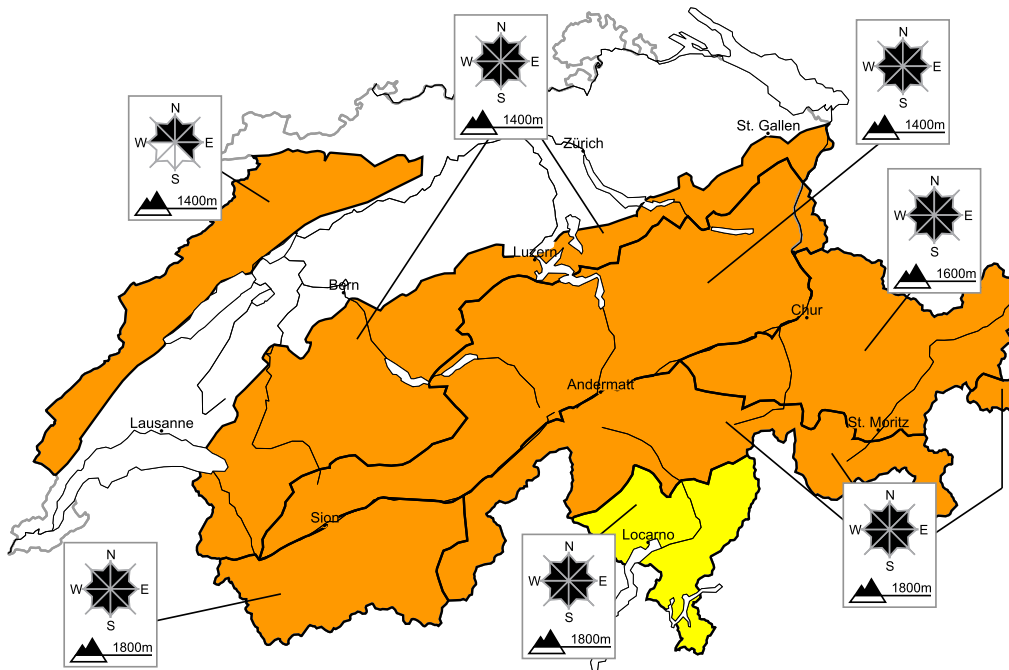 N
W E
S
1400m
N
W E
S
1400m
N
W E
S
1400m
N
W E
S
1600m
St. Gallen
Zürich
Luzern
Bern
Chur
Andermatt
Lausanne
St. Moritz
Sion
Locarno
N
W E
S
1800m
N
W E
S
1800m
N
W E
S
1800m